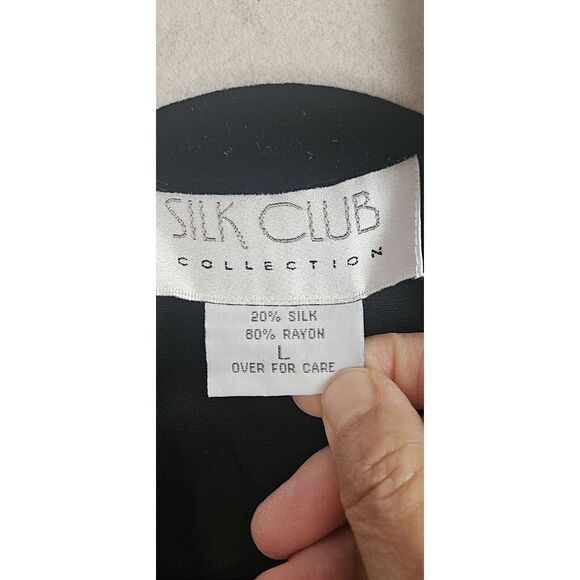 SILK CLUB
COLLECTION
20% SILK
80% RAYON
L
OVER FOR CARE